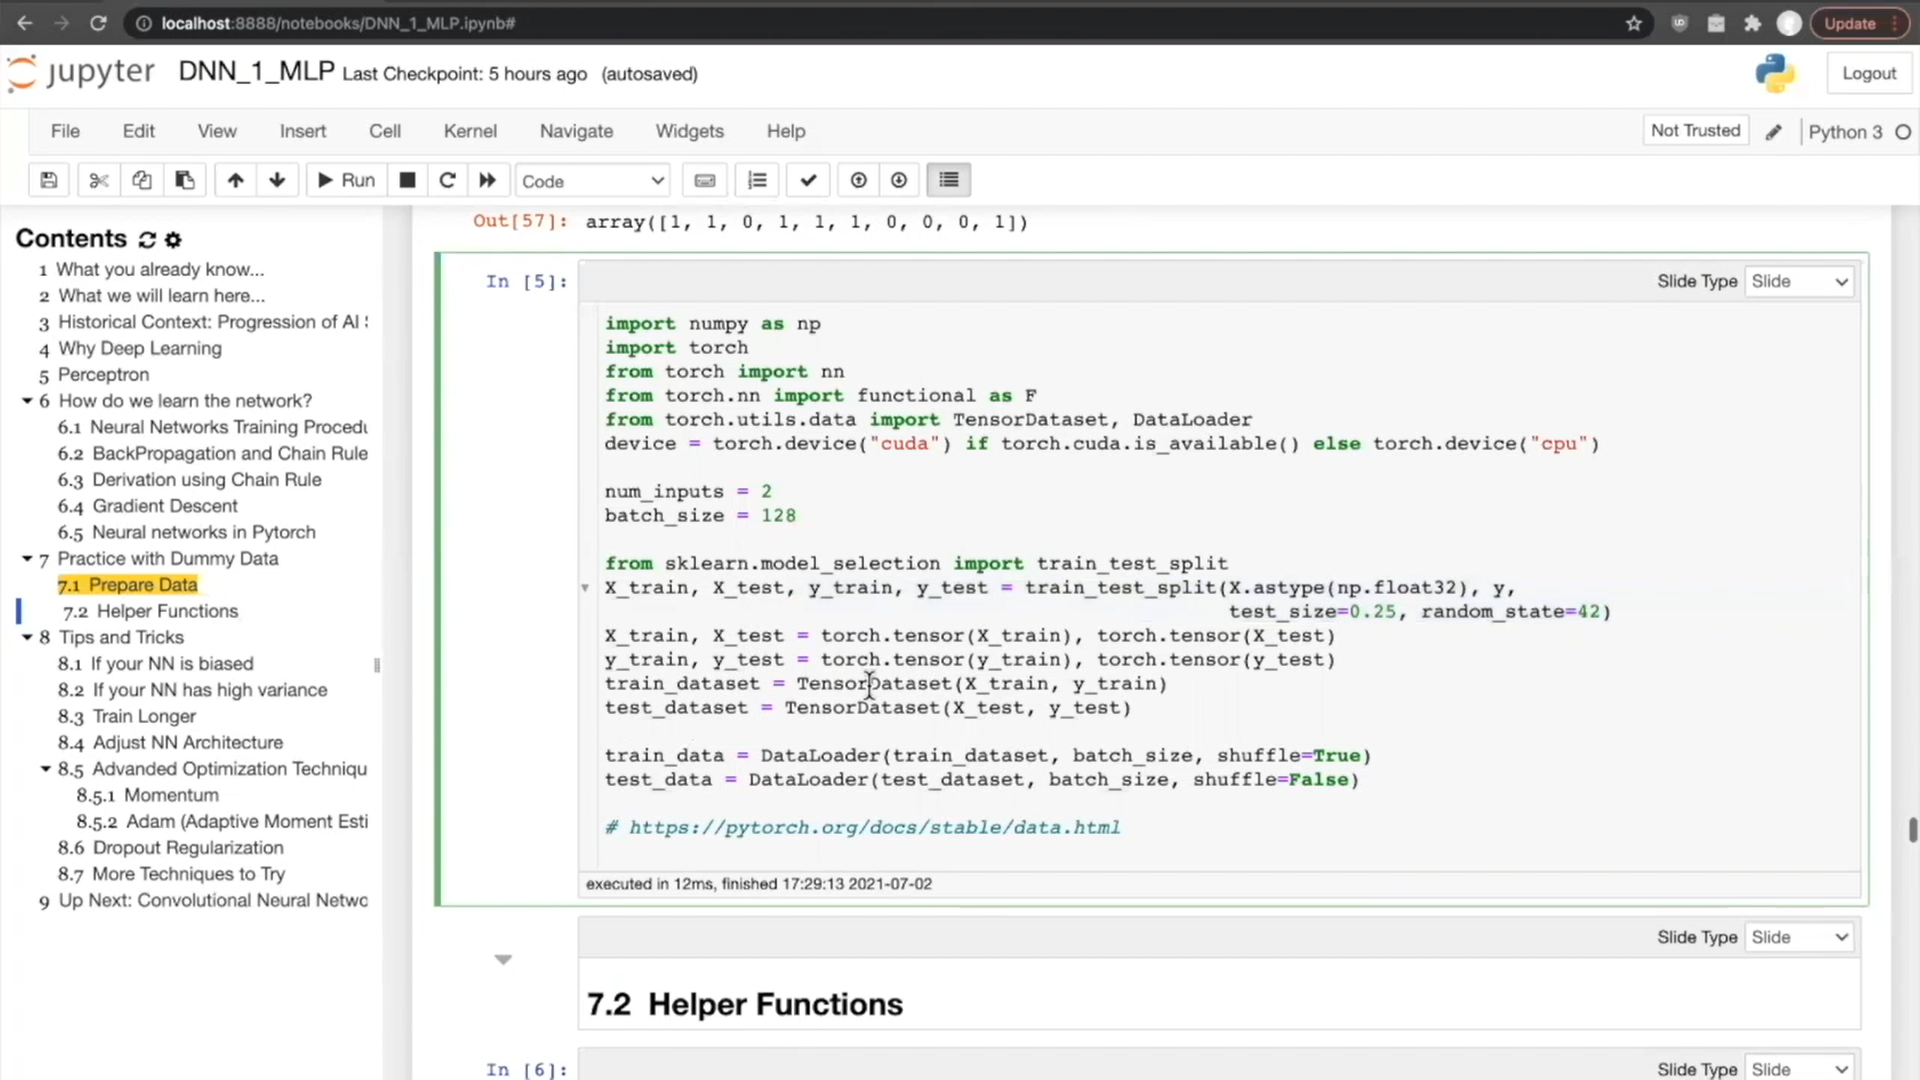 localhost:8888/notebooks/DNN_1_MLP.ipynb#
Update
jupyter DNN_1_MLP Last Checkpoint: 5 hours ago (autosaved)
Logout
File Edit View Insert Cell Kernel Navigate Widgets Help
Not Trusted
Python 3
Run
Code
Contents
1 What you already know...
2 What we will learn here...
3 Historical Context: Progression of AI
4 Why Deep Learning
5 Perceptron
6 How do we learn the network?
6.1 Neural Networks Training Procedu
6.2 BackPropagation and Chain Rule
6.3 Derivation using Chain Rule
6.4 Gradient Descent
6.5 Neural networks in Pytorch
7 Practice with Dummy Data
7.1 Prepare Data
7.2 Helper Functions
8 Tips and Tricks
8.1 If your NN is biased
8.2 If your NN has high variance
8.3 Train Longer
8.4 Adjust NN Architecture
8.5 Advanded Optimization Techniqu
8.5.1 Momentum
8.5.2 Adam (Adaptive Moment Esti
8.6 Dropout Regularization
8.7 More Techniques to Try
9 Up Next: Convolutional Neural Netwo
Out[57]: array([1, 1, 0, 1, 1, 1, 0, 0, 0, 1])
In [5]:
Slide Type Slide
import numpy as np
import torch
from torch import nn
from torch.nn import functional as F
from torch.utils.data import TensorDataset, DataLoader
device = torch.device("cuda") if torch.cuda.is_available() else torch.device("cpu")
num_inputs = 2
batch_size = 128
from sklearn.model_selection import train_test_split
X_train, X_test, y_train, y_test = train_test_split(X.astype(np.float32), y,
test_size=0.25, random_state=42)
X_train, X_test = torch.tensor(X_train), torch.tensor(X_test)
y_train, y_test = torch.tensor(y_train), torch.tensor(y_test)
train_dataset = TensorDataset(X_train, y_train)
test_dataset = TensorDataset(X_test, y_test)
train_data = DataLoader(train_dataset, batch_size, shuffle=True)
test_data = DataLoader(test_dataset, batch_size, shuffle=False)
# https://pytorch.org/docs/stable/data.html
executed in 12ms, finished 17:29:13 2021-07-02
Slide Type Slide
7.2 Helper Functions
In [6]:
Slide Type Slide